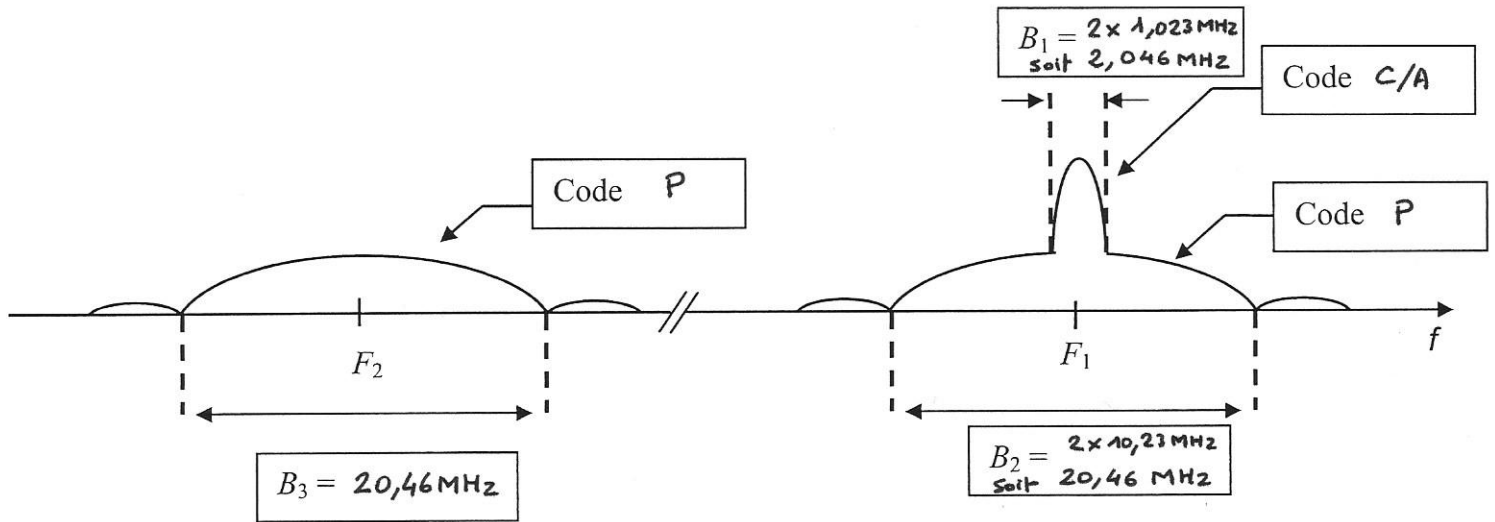 B₁ = 2 x 1,023 MHz
soit 2,046 MHz
Code C/A
Code P
Code P
F₂
F₁
f
B₃ = 20,46 MHz
B₂ = 2 x 10,23 MHz
soit 20,46 MHz